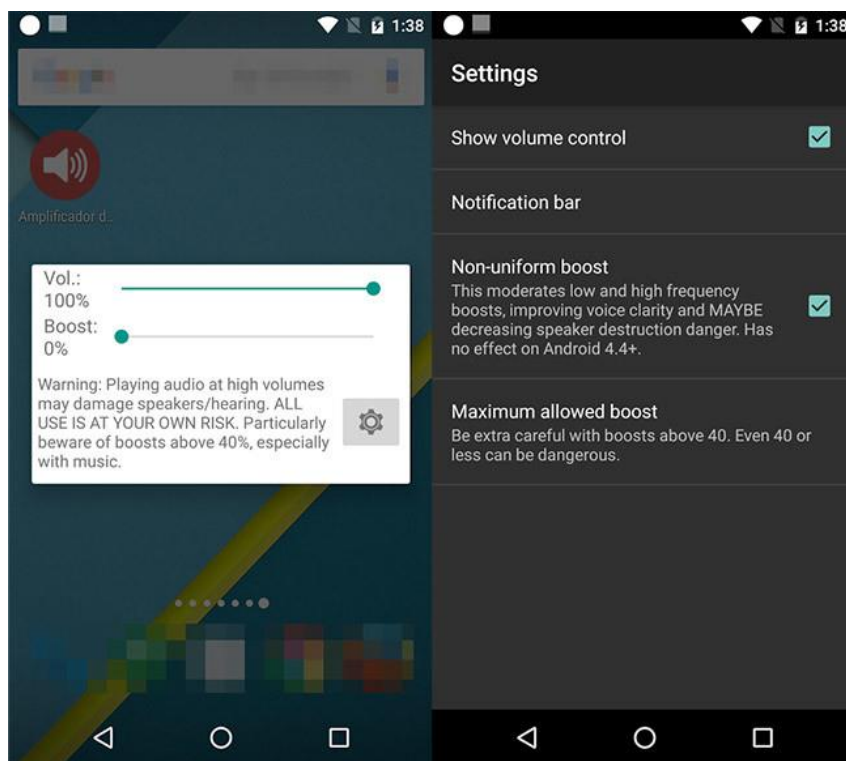 1:38
Amplificador d..
Vol.:
100%
Boost:
0%
Warning: Playing audio at high volumes
may damage speakers/hearing. ALL
USE IS AT YOUR OWN RISK. Particularly
beware of boosts above 40%, especially
with music.
1:38
Settings
Show volume control
Notification bar
Non-uniform boost
This moderates low and high frequency
boosts, improving voice clarity and MAYBE
decreasing speaker destruction danger. Has
no effect on Android 4.4+.
Maximum allowed boost
Be extra careful with boosts above 40. Even 40 or
less can be dangerous.